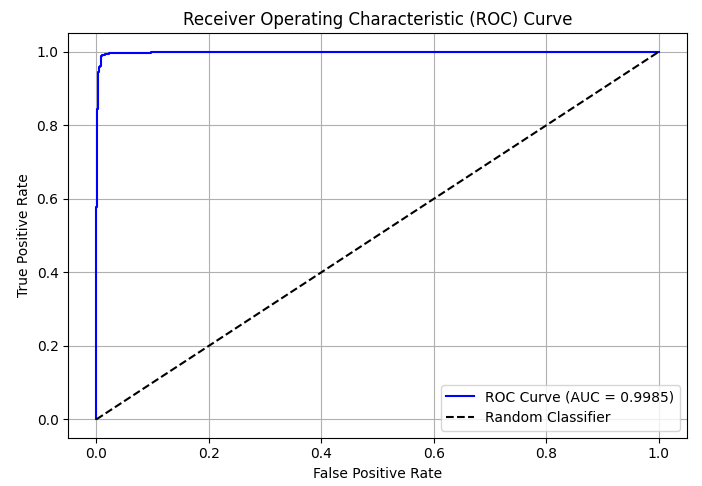 Receiver Operating Characteristic (ROC) Curve
True Positive Rate
1.0
0.8
0.6
0.4
0.2
0.0
ROC Curve (AUC = 0.9985)
Random Classifier
0.0 0.2 0.4 0.6 0.8 1.0
False Positive Rate